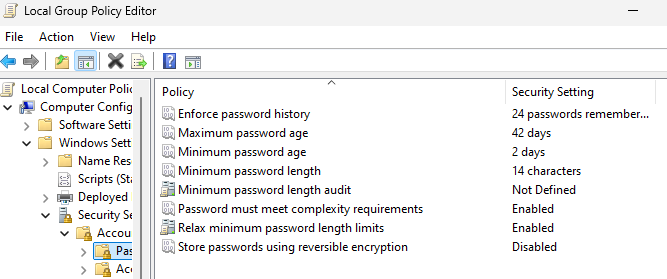 Local Group Policy Editor
File Action View Help
Local Computer Polic
Computer Config
Software Setti
Windows Sett
Name Res
Scripts (Sta
Deployed
Security Se
Accou
Pas
Acc
Policy Security Setting
Enforce password history 24 passwords remember...
Maximum password age 42 days
Minimum password age 2 days
Minimum password length 14 characters
Minimum password length audit Not Defined
Password must meet complexity requirements Enabled
Relax minimum password length limits Enabled
Store passwords using reversible encryption Disabled